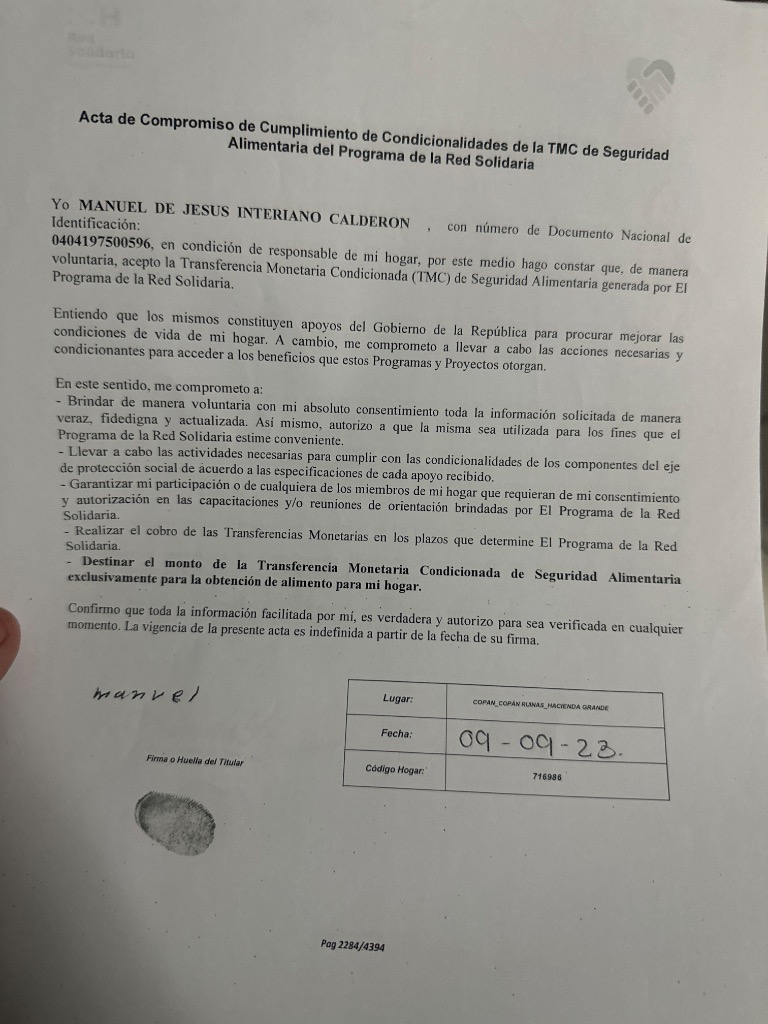 Red
Solidaria
Acta de Compromiso de Cumplimiento de Condicionalidades de la TMC de Seguridad
Alimentaria del Programa de la Red Solidaria
Yo MANUEL DE JESUS INTERIANO CALDERON , con número de Documento Nacional de
Identificación:
0404197500596, en condición de responsable de mi hogar, por este medio hago constar que, de manera
voluntaria, acepto la Transferencia Monetaria Condicionada (TMC) de Seguridad Alimentaria generada por El
Programa de la Red Solidaria.
Entiendo que los mismos constituyen apoyos del Gobierno de la República para procurar mejorar las
condiciones de vida de mi hogar. A cambio, me comprometo a llevar a cabo las acciones necesarias y
condicionantes para acceder a los beneficios que estos Programas y Proyectos otorgan.
En este sentido, me comprometo a:
- Brindar de manera voluntaria con mi absoluto consentimiento toda la información solicitada de manera
veraz, fidedigna y actualizada. Así mismo, autorizo a que la misma sea utilizada para los fines que el
Programa de la Red Solidaria estime conveniente.
- Llevar a cabo las actividades necesarias para cumplir con las condicionalidades de los componentes del eje
de protección social de acuerdo a las especificaciones de cada apoyo recibido.
- Garantizar mi participación o de cualquiera de los miembros de mi hogar que requieran de mi consentimiento
y autorización en las capacitaciones y/o reuniones de orientación brindadas por El Programa de la Red
Solidaria.
- Realizar el cobro de las Transferencias Monetarias en los plazos que determine El Programa de la Red
Solidaria.
- Destinar el monto de la Transferencia Monetaria Condicionada de Seguridad Alimentaria
exclusivamente para la obtención de alimento para mi hogar.
Confirmo que toda la información facilitada por mí, es verdadera y autorizo para sea verificada en cualquier
momento. La vigencia de la presente acta es indefinida a partir de la fecha de su firma.
manuel
Firma o Huella del Titular
Lugar: COPAN_COPÁN RUINAS_HACIENDA GRANDE
Fecha: 09-09-23.
Código Hogar: 716986
Pag 2284/4394